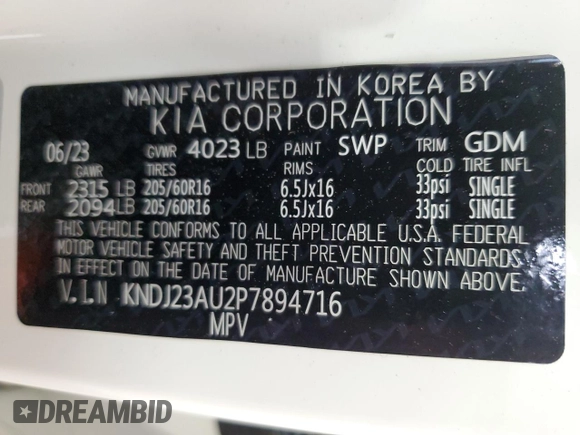 MANUFACTURED IN KOREA BY
KIA CORPORATION
06/23 GVWR 4023 LB PAINT SWP TRIM GDM
GAWR TIRES RIMS COLD TIRE INFL
FRONT 2315 LB 205/60R16 6.5Jx16 33psi SINGLE
REAR 2094LB 205/60R16 6.5Jx16 33psi SINGLE
THIS VEHICLE CONFORMS TO ALL APPLICABLE U.S.A. FEDERAL
MOTOR VEHICLE SAFETY AND THEFT PREVENTION STANDARDS
IN EFFECT ON THE DATE OF MANUFACTURE SHOWN ABOVE.
V.I.N KNDJ23AU2P7894716
MPV
DREAMBID